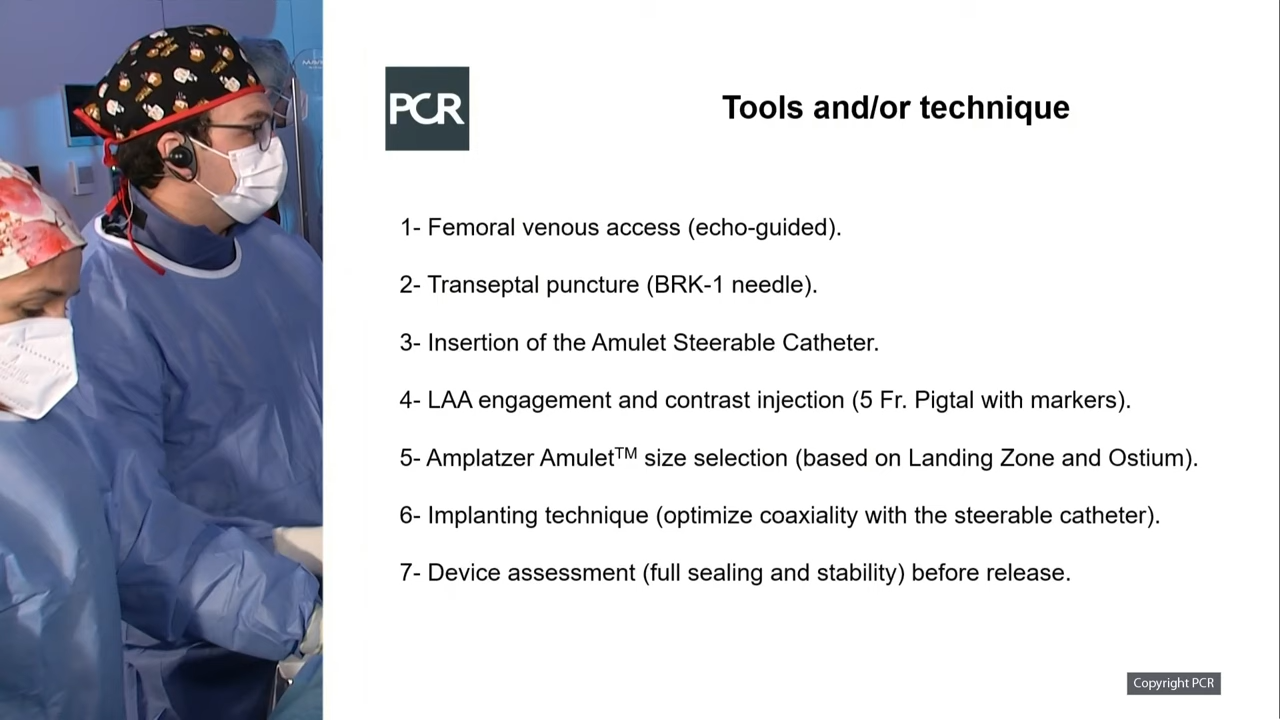 PCR
Tools and/or technique
1- Femoral venous access (echo-guided).
2- Transeptal puncture (BRK-1 needle).
3- Insertion of the Amulet Steerable Catheter.
4- LAA engagement and contrast injection (5 Fr. Pigtal with markers).
5- Amplatzer Amulet™ size selection (based on Landing Zone and Ostium).
6- Implanting technique (optimize coaxiality with the steerable catheter).
7- Device assessment (full sealing and stability) before release.
Copyright PCR